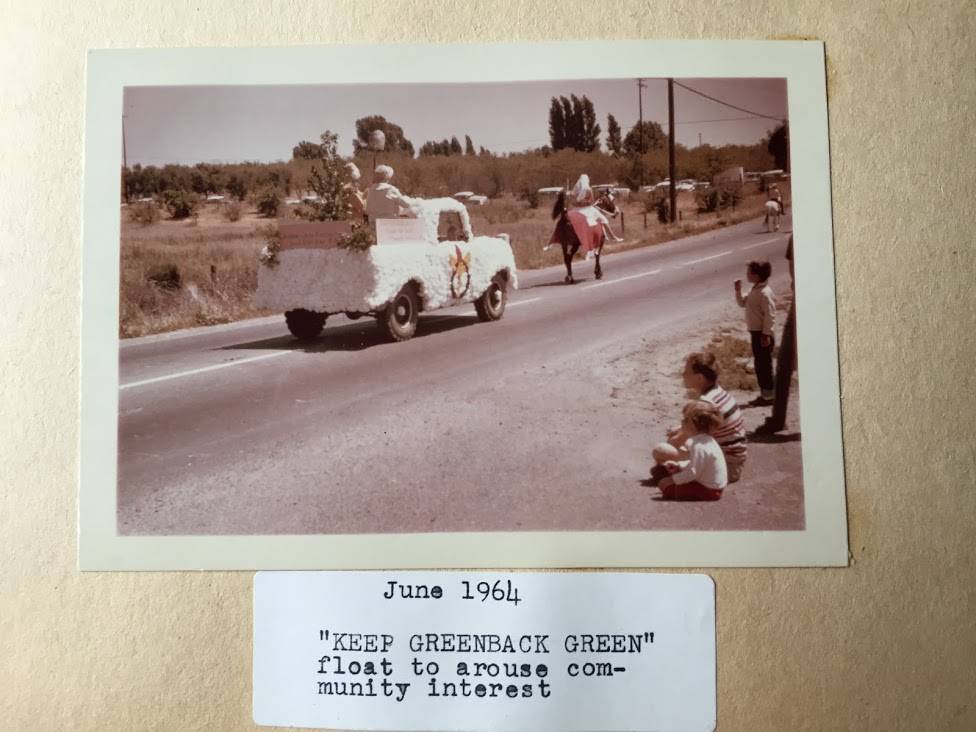 June 1964
"KEEP GREENBACK GREEN"
float to arouse com-
munity interest